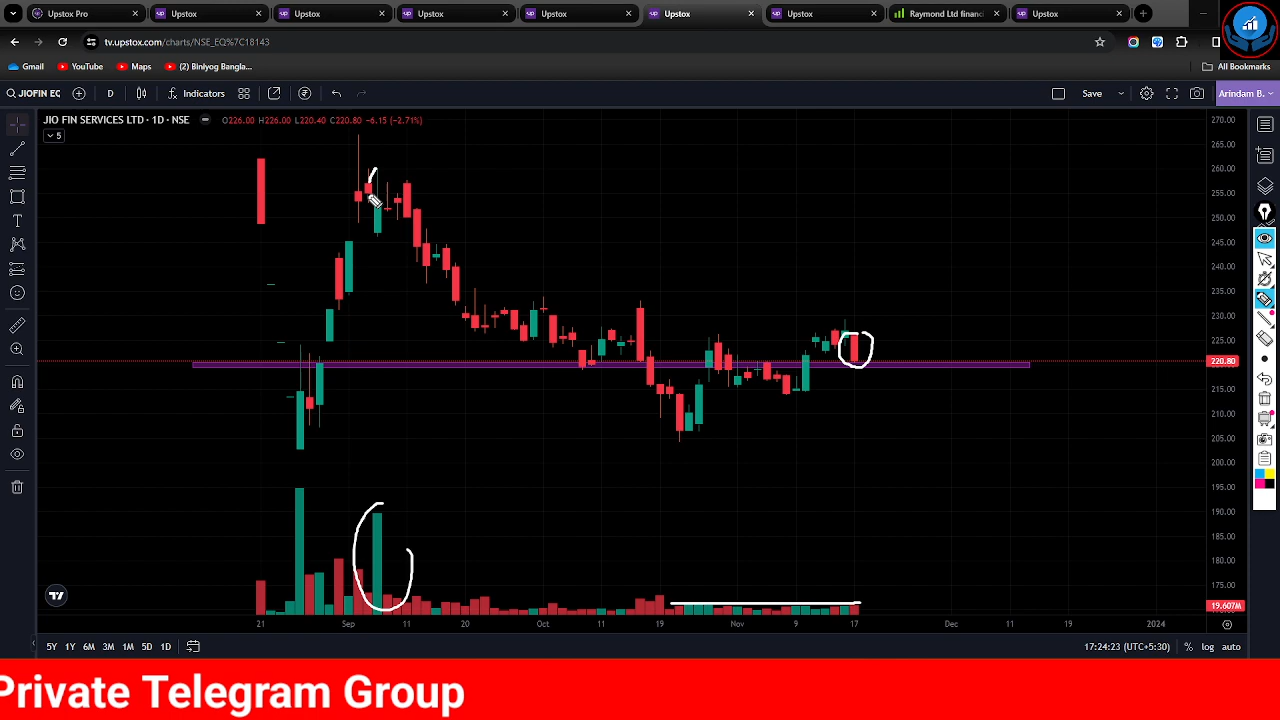 Upstox Pro
Upstox
Upstox
Upstox
Upstox
Upstox
Upstox
Raymond Ltd financi
Upstox
tv.upstox.com/charts/NSE_EQ%7C18143
Gmail
YouTube
Maps
(2) Biniyog Bangla...
All Bookmarks
JIOFIN EQ
D
Indicators
Save
Arindam B.
JIO FIN SERVICES LTD · 1D · NSE
O226.00 H226.00 L220.40 C220.80 −6.15 (−2.71%)
5
270.00
265.00
260.00
255.00
250.00
245.00
240.00
235.00
230.00
225.00
220.80
215.00
210.00
205.00
200.00
195.00
190.00
185.00
180.00
175.00
19.607M
21
Sep
11
Oct
11
19
Nov
9
17
Dec
11
19
2024
5Y
1Y
6M
3M
1M
5D
1D
17:24:23 (UTC+5:30)
%
log
auto
Private Telegram Group